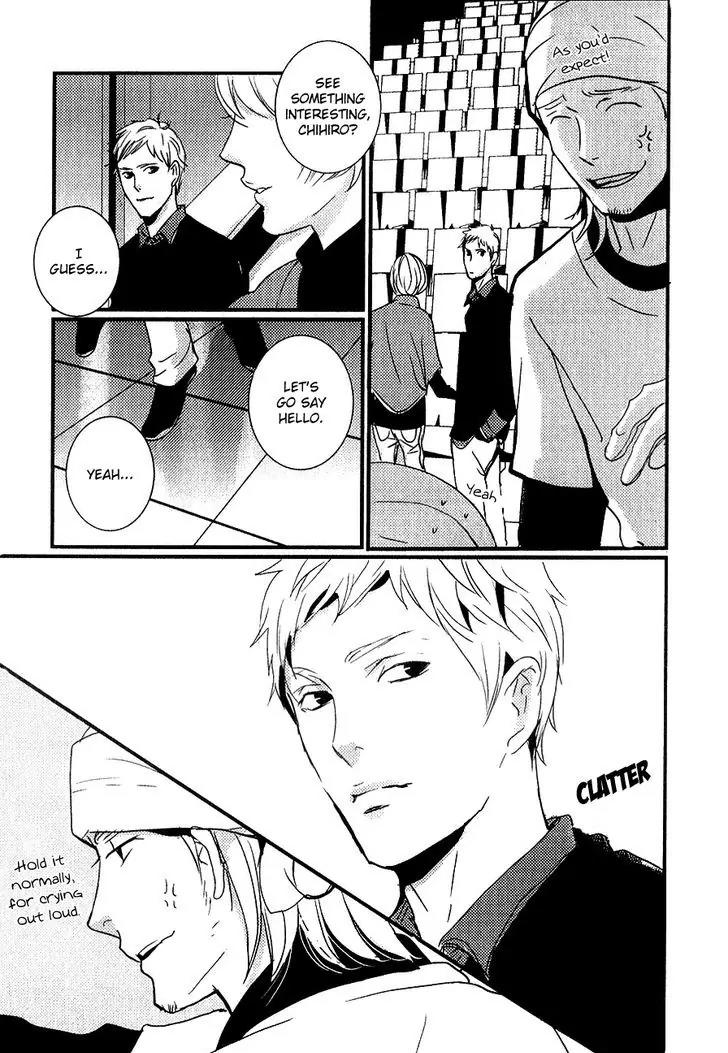 As you'd
expect!
Yeah
SEE
SOMETHING
INTERESTING,
CHIHIRO?
I
GUESS...
LET'S
GO SAY
HELLO.
YEAH...
CLATTER
Hold it
normally,
for crying
out loud.